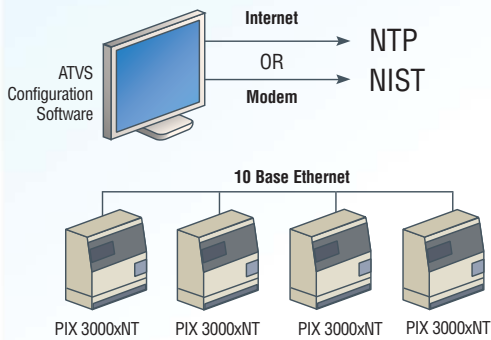 Internet
NTP
ATVS
Configuration
Software
OR
NIST
Modem
10 Base Ethernet
PIX 3000xNT
PIX 3000xNT
PIX 3000xNT
PIX 3000xNT